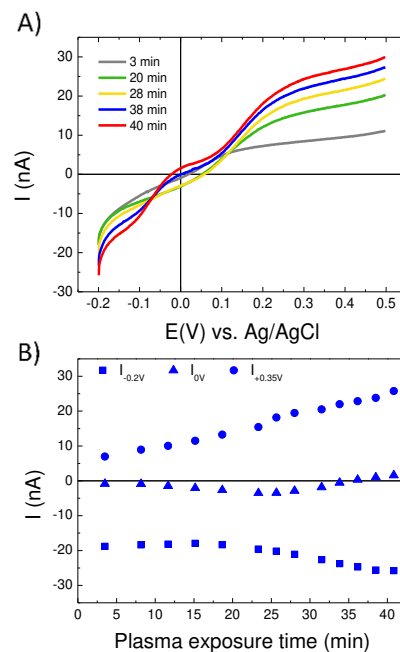 A)
30
20
10
0
-10
-20
-30
I (nA)
3 min
20 min
28 min
38 min
40 min
-0.2 -0.1 0.0 0.1 0.2 0.3 0.4 0.5
E(V) vs. Ag/AgCl
B)
I-0.2V I0V I+0.35V
30
20
10
0
-10
-20
-30
I (nA)
0 5 10 15 20 25 30 35 40
Plasma exposure time (min)